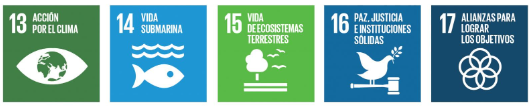 13 ACCIÓN
POR EL CLIMA
14 VIDA
SUBMARINA
15 VIDA
DE ECOSISTEMAS
TERRESTRES
16 PAZ, JUSTICIA
E INSTITUCIONES
SÓLIDAS
17 ALIANZAS PARA
LOGRAR
LOS OBJETIVOS